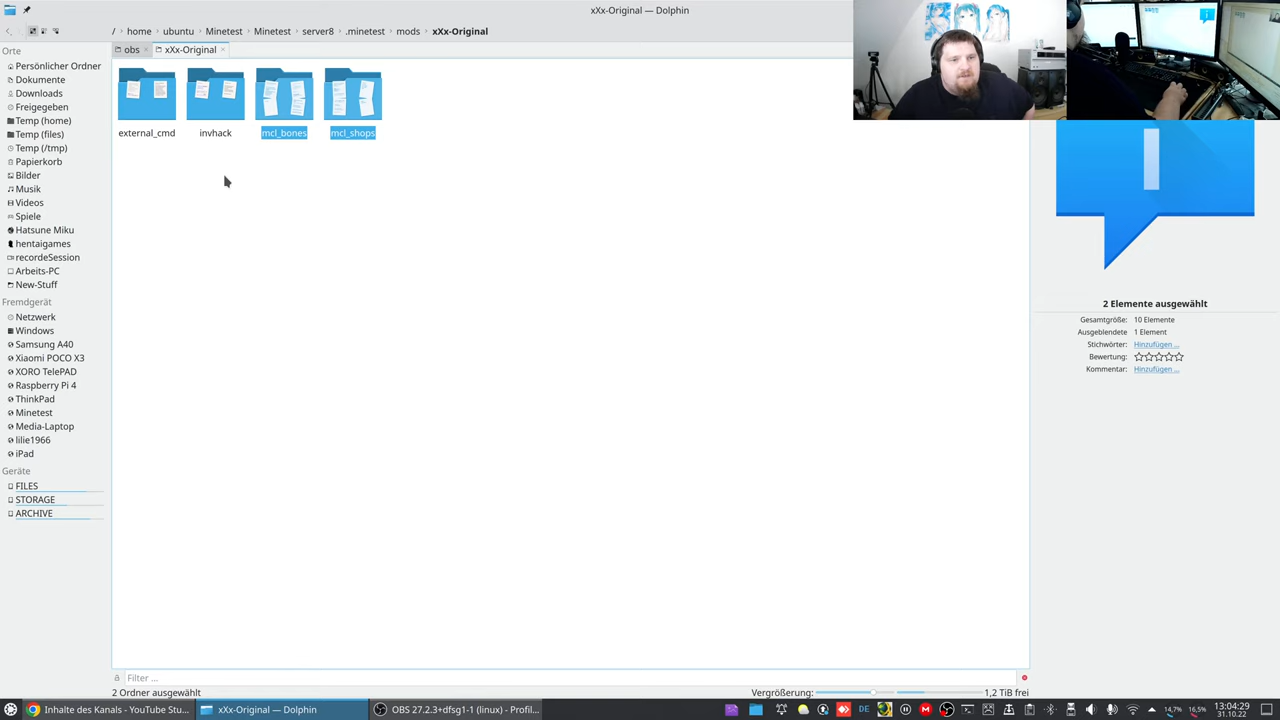 xXx-Original — Dolphin
/ home ubuntu Minetest Minetest server8 .minetest mods xXx-Original
obs
xXx-Original
Orte
Persönlicher Ordner
Dokumente
Downloads
Freigegeben
Temp (home)
Temp (files)
Temp (/tmp)
Papierkorb
Bilder
Musik
Videos
Spiele
Hatsune Miku
hentaigames
recordeSession
Arbeits-PC
New-Stuff
Fremdgerät
Netzwerk
Windows
Samsung A40
Xiaomi POCO X3
XORO TelePAD
Raspberry Pi 4
ThinkPad
Minetest
Media-Laptop
lilie1966
iPad
Geräte
FILES
STORAGE
ARCHIVE
external_cmd
invhack
mcl_bones
mcl_shops
2 Elemente ausgewählt
Gesamtgröße: 10 Elemente
Ausgeblendete 1 Element
Stichwörter: Hinzufügen ...
Bewertung:
Kommentar: Hinzufügen ...
Filter ...
2 Ordner ausgewählt
Vergrößerung:
1,2 TiB frei
Inhalte des Kanals - YouTube Stu...
xXx-Original — Dolphin
OBS 27.2.3+dfsg1-1 (linux) - Profil...
DE
14,7%
16,5%
13:04:29
31.10.22